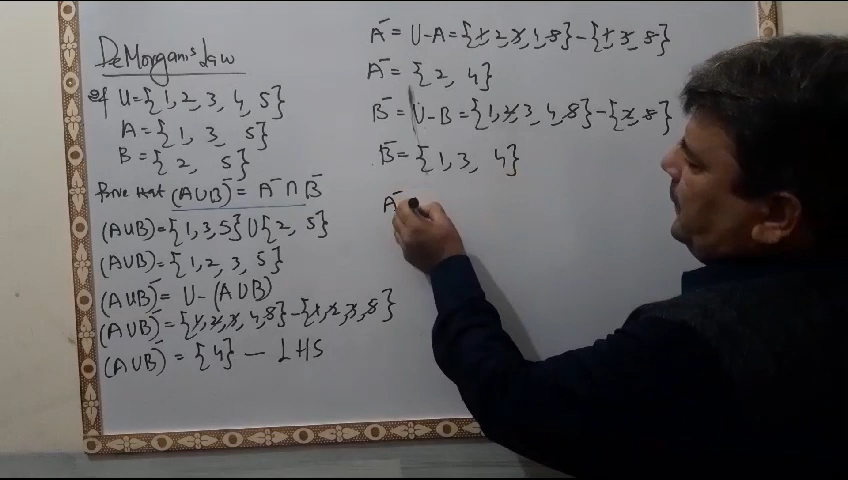 DeMorgan's Law
If U={1, 2, 3, 4, 5}
A={1, 3, 5}
B={2, 5}
Prove that (A∪B)‾ = A‾ ∩ B‾
(A∪B)={1,3,5}∪{2, 5}
(A∪B)={1, 2, 3, 5}
(A∪B)‾= U-(A∪B)
(A∪B)‾={1,2,3,4,5}-{1,2,3,5}
(A∪B)‾ = {4} - LHS
A‾= U-A={1,2,3,4,5}-{1,3,5}
A‾= {2, 4}
B‾= U-B={1,2,3,4,5}-{2,5}
B‾={1,3, 4}
A‾